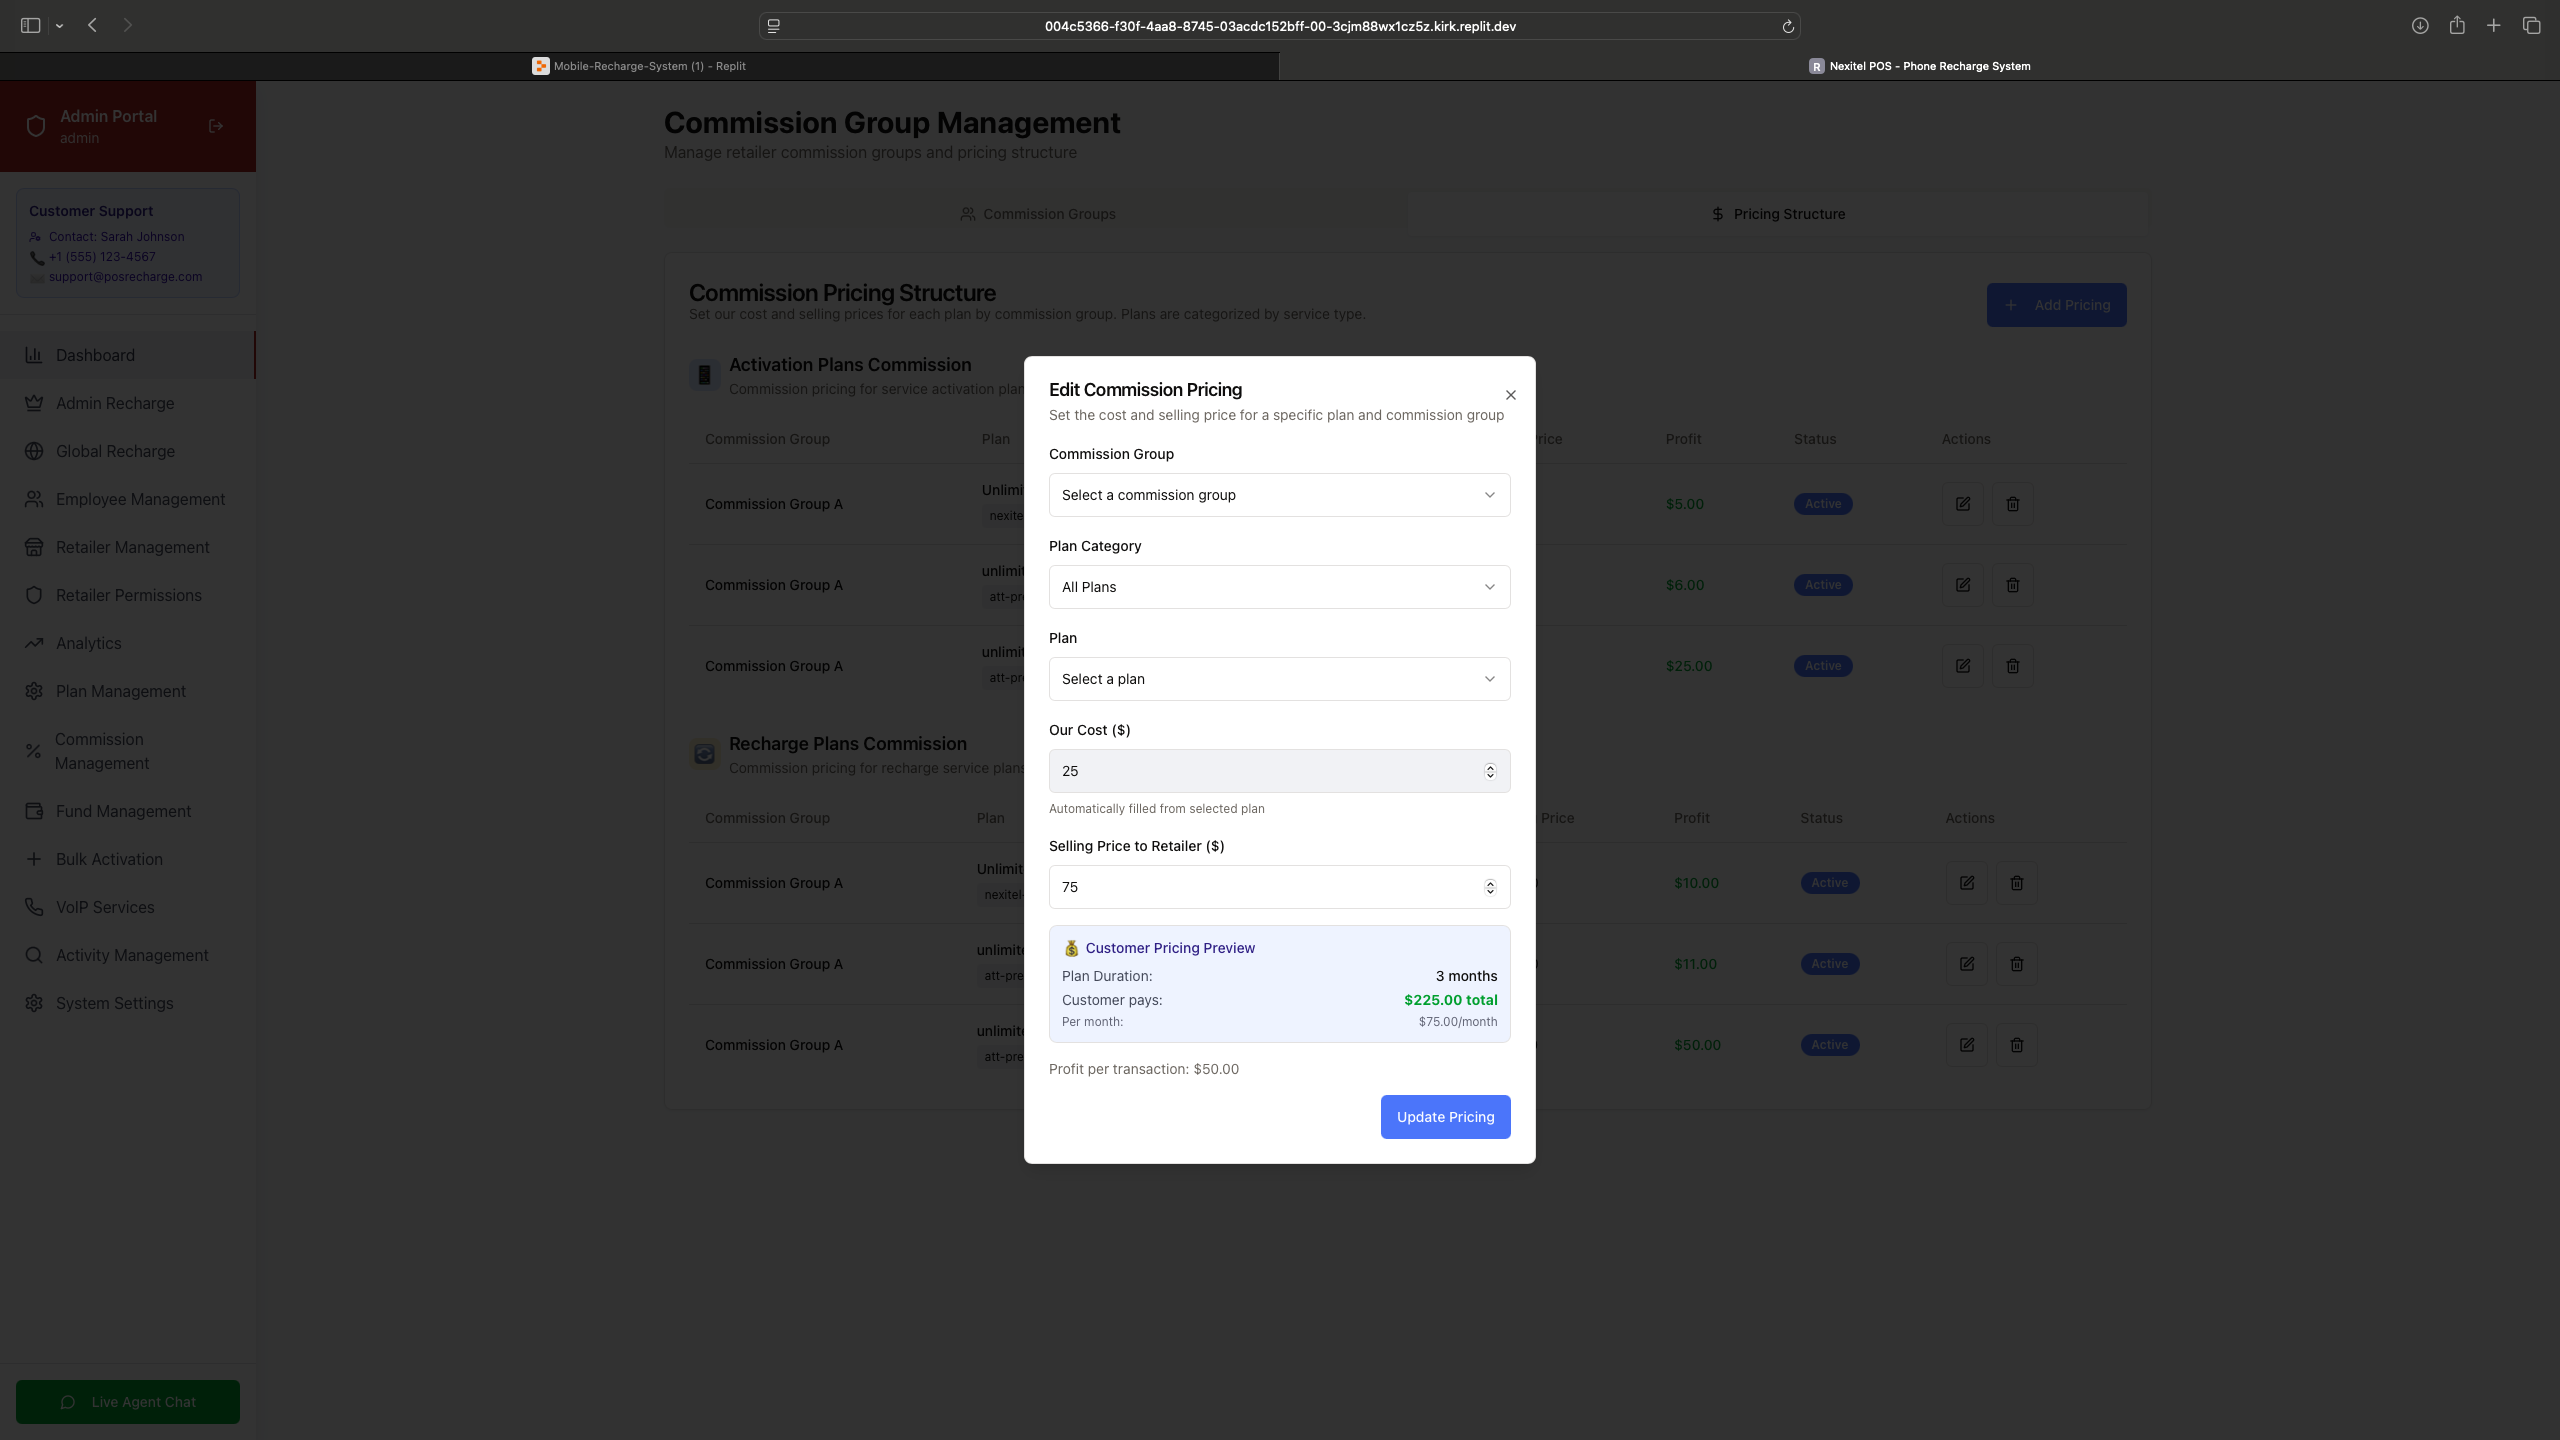 004c5366-f30f-4aa8-8745-03acdc152bff-00-3cjm88wx1cz5z.kirk.replit.dev
Mobile-Recharge-System (1) - Replit
R Nexitel POS - Phone Recharge System
Admin Portal
admin
Customer Support
Contact: Sarah Johnson
+1 (555) 123-4567
support@posrecharge.com
Dashboard
Admin Recharge
Global Recharge
Employee Management
Retailer Management
Retailer Permissions
Analytics
Plan Management
Commission
Management
Fund Management
Bulk Activation
VoIP Services
Activity Management
System Settings
Live Agent Chat
Commission Group Management
Manage retailer commission groups and pricing structure
Commission Groups
Pricing Structure
Commission Pricing Structure
Set our cost and selling prices for each plan by commission group. Plans are categorized by service type.
Add Pricing
Activation Plans Commission
Commission pricing for service activation plan
Commission Group Plan rice Profit Status Actions
Commission Group A Unlimi $5.00 Active
nexite
Commission Group A unlimi $6.00 Active
att-pr
Commission Group A unlimi $25.00 Active
att-pr
Recharge Plans Commission
Commission pricing for recharge service plans
Commission Group Plan Price Profit Status Actions
Commission Group A Unlimit $10.00 Active
nexitel-
Commission Group A unlimit $11.00 Active
att-pre
Commission Group A unlimite $50.00 Active
att-pre
Edit Commission Pricing
Set the cost and selling price for a specific plan and commission group
Commission Group
Select a commission group
Plan Category
All Plans
Plan
Select a plan
Our Cost ($)
25
Automatically filled from selected plan
Selling Price to Retailer ($)
75
Customer Pricing Preview
Plan Duration: 3 months
Customer pays: $225.00 total
Per month: $75.00/month
Profit per transaction: $50.00
Update Pricing